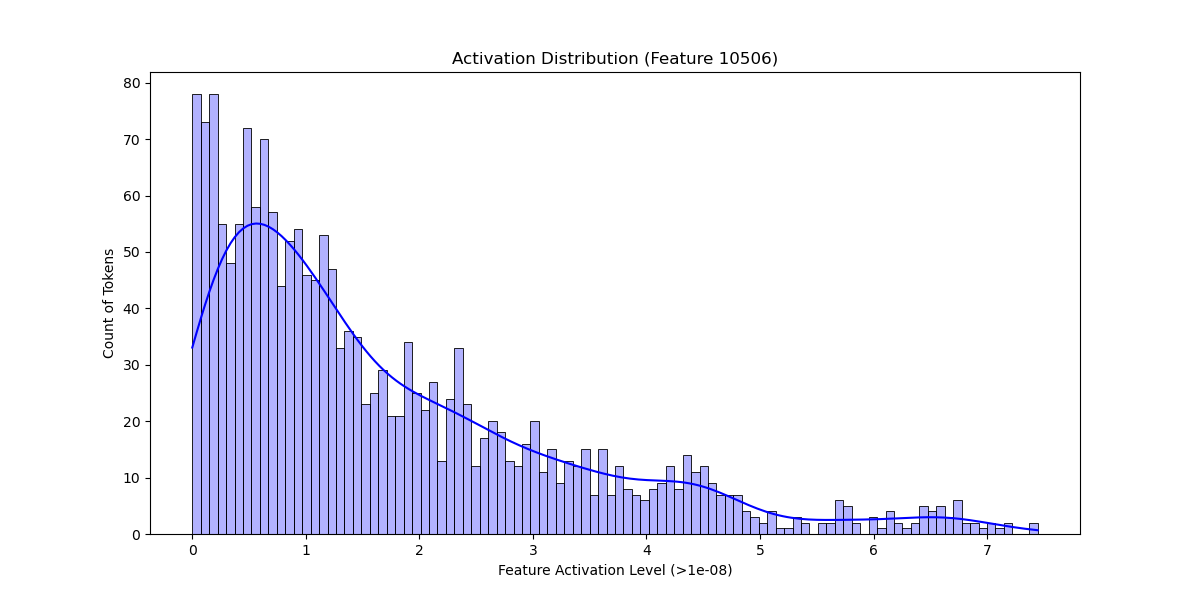 Activation Distribution (Feature 10506)
80
70
60
50
40
30
20
10
0
Count of Tokens
0 1 2 3 4 5 6 7
Feature Activation Level (>1e-08)